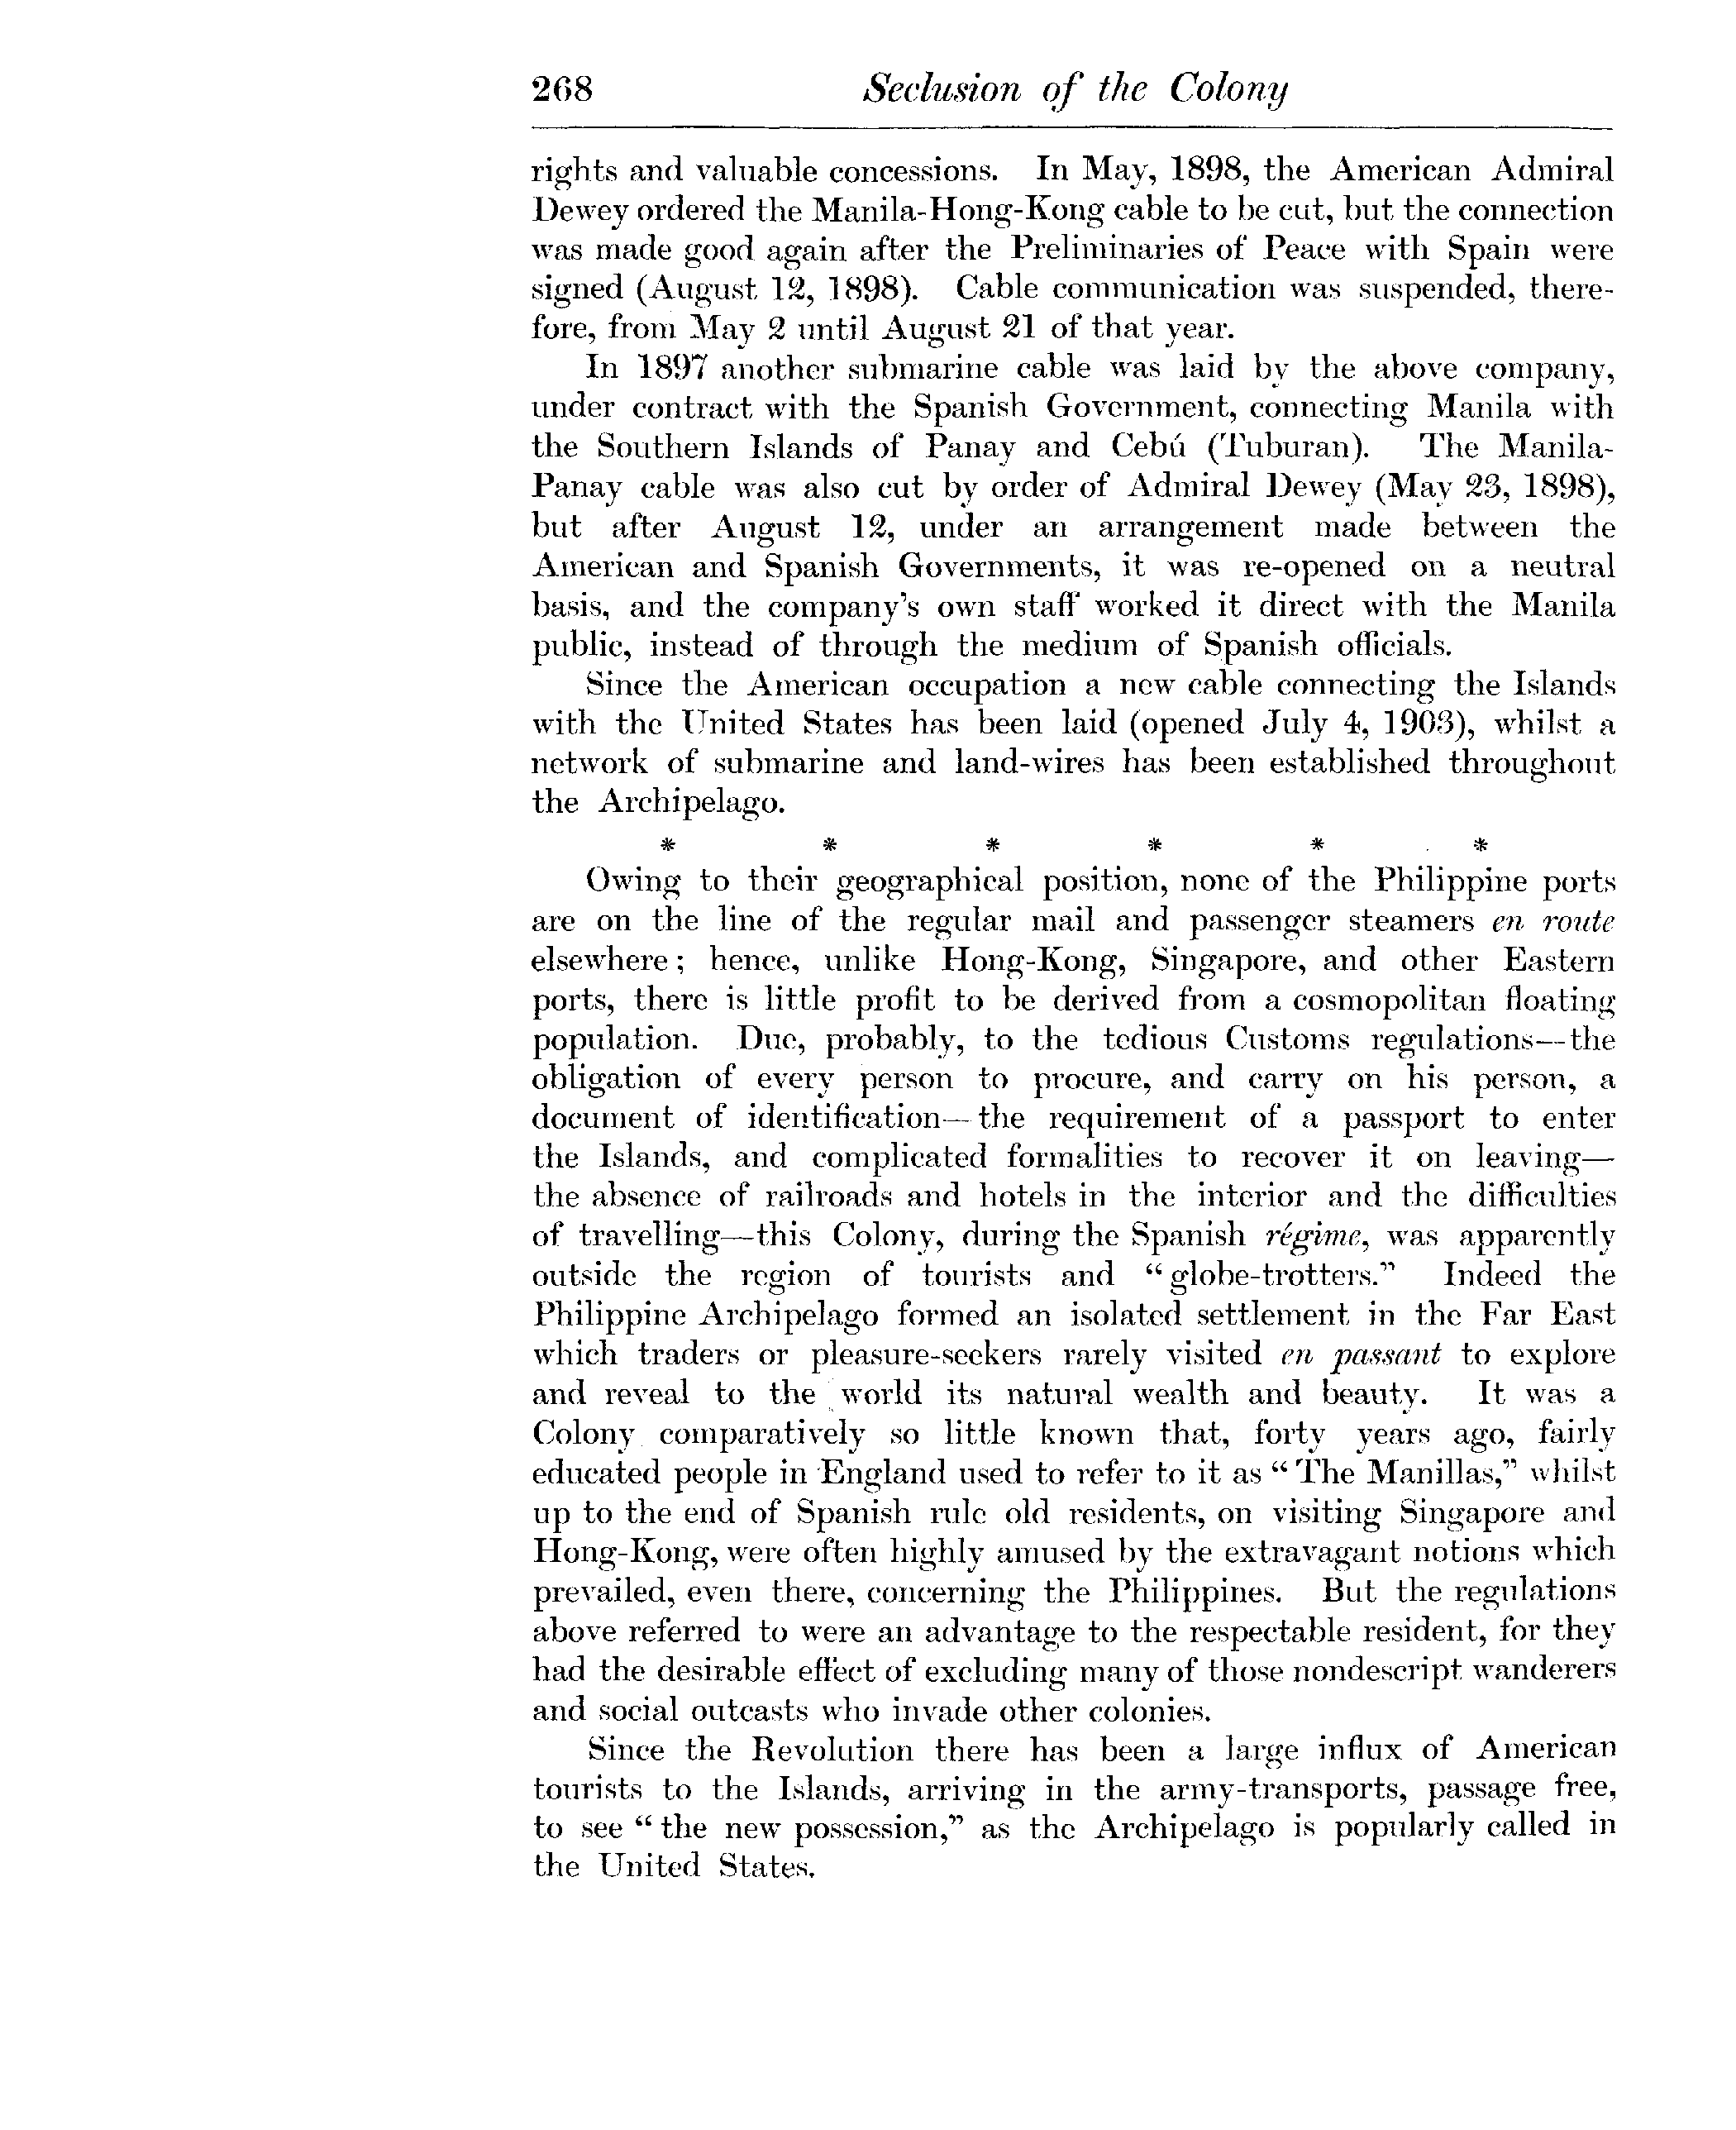 268 Seclusion of the Colony
rights and valuable concessions. In May, 1898, the American Admiral
Dewey ordered the Manila-Hong-Kong cable to be cut, but the connection
was made good again after the Preliminaries of Peace with Spain were
signed (August 12, 1898). Cable communication was suspended, there-
fore, from May 2 until August 21 of that year.
In 1897 another submarine cable was laid by the above company,
under contract with the Spanish Government, connecting Manila with
the Southern Islands of Panay and Cebú (Tuburan). The Manila-
Panay cable was also cut by order of Admiral Dewey (May 23, 1898),
but after August 12, under an arrangement made between the
American and Spanish Governments, it was re-opened on a neutral
basis, and the company's own staff worked it direct with the Manila
public, instead of through the medium of Spanish officials.
Since the American occupation a new cable connecting the Islands
with the United States has been laid (opened July 4, 1903), whilst a
network of submarine and land-wires has been established throughout
the Archipelago.
* * * * * *
Owing to their geographical position, none of the Philippine ports
are on the line of the regular mail and passenger steamers en route
elsewhere; hence, unlike Hong-Kong, Singapore, and other Eastern
ports, there is little profit to be derived from a cosmopolitan floating
population. Due, probably, to the tedious Customs regulations—the
obligation of every person to procure, and carry on his person, a
document of identification—the requirement of a passport to enter
the Islands, and complicated formalities to recover it on leaving—
the absence of railroads and hotels in the interior and the difficulties
of travelling—this Colony, during the Spanish régime, was apparently
outside the region of tourists and "globe-trotters." Indeed the
Philippine Archipelago formed an isolated settlement in the Far East
which traders or pleasure-seekers rarely visited en passant to explore
and reveal to the world its natural wealth and beauty. It was a
Colony comparatively so little known that, forty years ago, fairly
educated people in England used to refer to it as "The Manillas," whilst
up to the end of Spanish rule old residents, on visiting Singapore and
Hong-Kong, were often highly amused by the extravagant notions which
prevailed, even there, concerning the Philippines. But the regulations
above referred to were an advantage to the respectable resident, for they
had the desirable effect of excluding many of those nondescript wanderers
and social outcasts who invade other colonies.
Since the Revolution there has been a large influx of American
tourists to the Islands, arriving in the army-transports, passage free,
to see "the new possession," as the Archipelago is popularly called in
the United States.